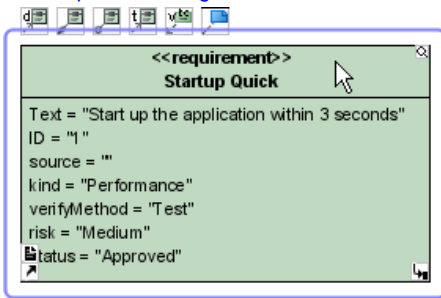 <<requirement>>
Startup Quick
Text = "Start up the application within 3 seconds"
ID = "1"
source = ""
kind = "Performance"
verifyMethod = "Test"
risk = "Medium"
tatus = "Approved"